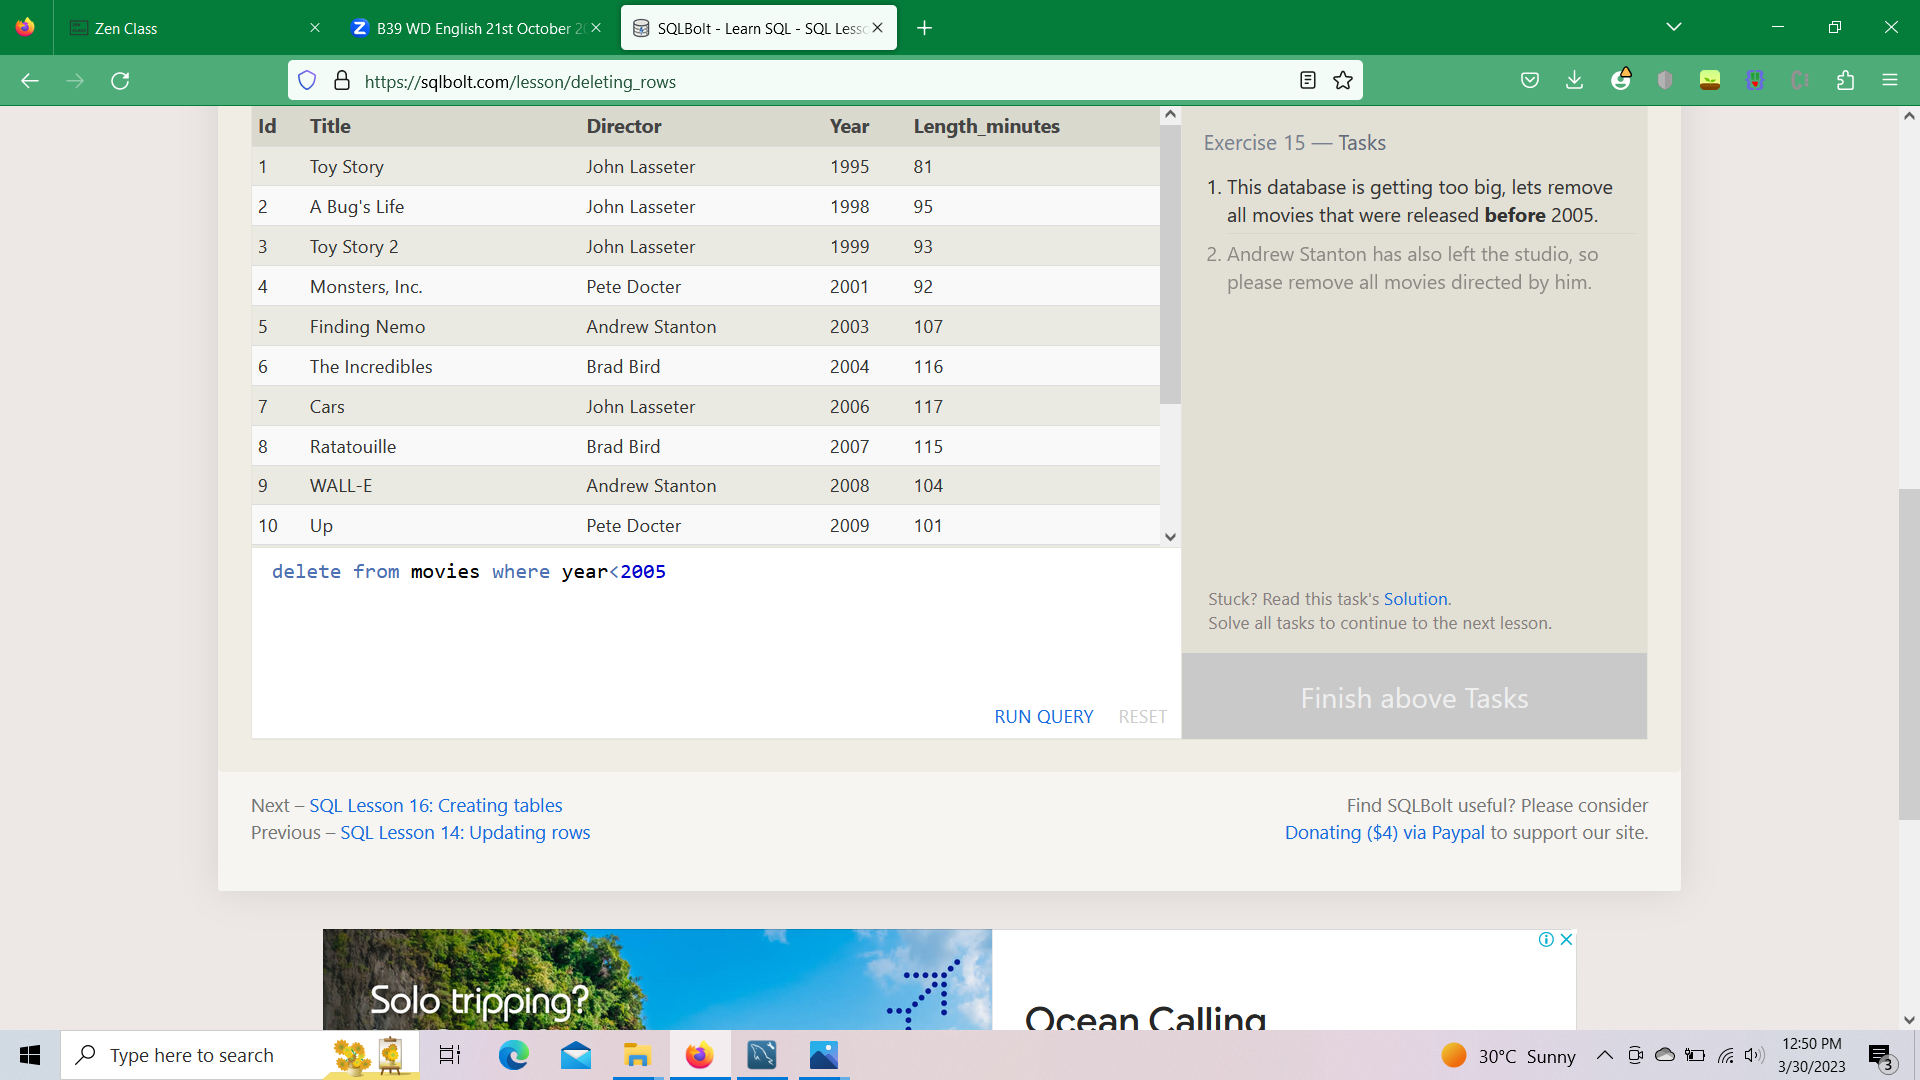 Zen Class
B39 WD English 21st October 2
SQLBolt - Learn SQL - SQL Less
https://sqlbolt.com/lesson/deleting_rows
Id Title Director Year Length_minutes
1 Toy Story John Lasseter 1995 81
2 A Bug's Life John Lasseter 1998 95
3 Toy Story 2 John Lasseter 1999 93
4 Monsters, Inc. Pete Docter 2001 92
5 Finding Nemo Andrew Stanton 2003 107
6 The Incredibles Brad Bird 2004 116
7 Cars John Lasseter 2006 117
8 Ratatouille Brad Bird 2007 115
9 WALL-E Andrew Stanton 2008 104
10 Up Pete Docter 2009 101
delete from movies where year<2005
RUN QUERY RESET
Exercise 15 — Tasks
1. This database is getting too big, lets remove
all movies that were released before 2005.
2. Andrew Stanton has also left the studio, so
please remove all movies directed by him.
Stuck? Read this task's Solution.
Solve all tasks to continue to the next lesson.
Finish above Tasks
Next – SQL Lesson 16: Creating tables
Previous – SQL Lesson 14: Updating rows
Find SQLBolt useful? Please consider
Donating ($4) via Paypal to support our site.
Solo tripping?
Ocean Calling
Type here to search
30°C Sunny
12:50 PM
3/30/2023
3